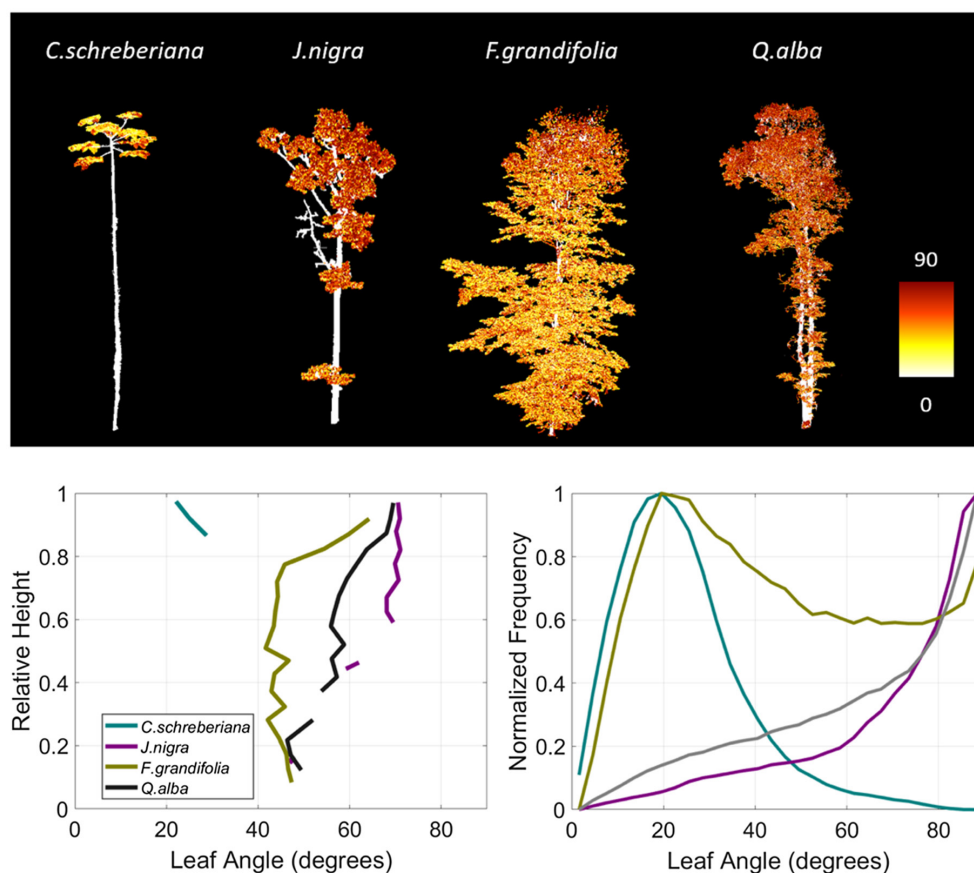 C.schreberiana J.nigra F.grandifolia Q.alba
90
0
1
0.8
0.6
0.4
0.2
0
Relative Height
C.schreberiana
J.nigra
F.grandifolia
Q.alba
0 20 40 60 80
Leaf Angle (degrees)
1
0.8
0.6
0.4
0.2
0
Normalized Frequency
0 20 40 60 80
Leaf Angle (degrees)